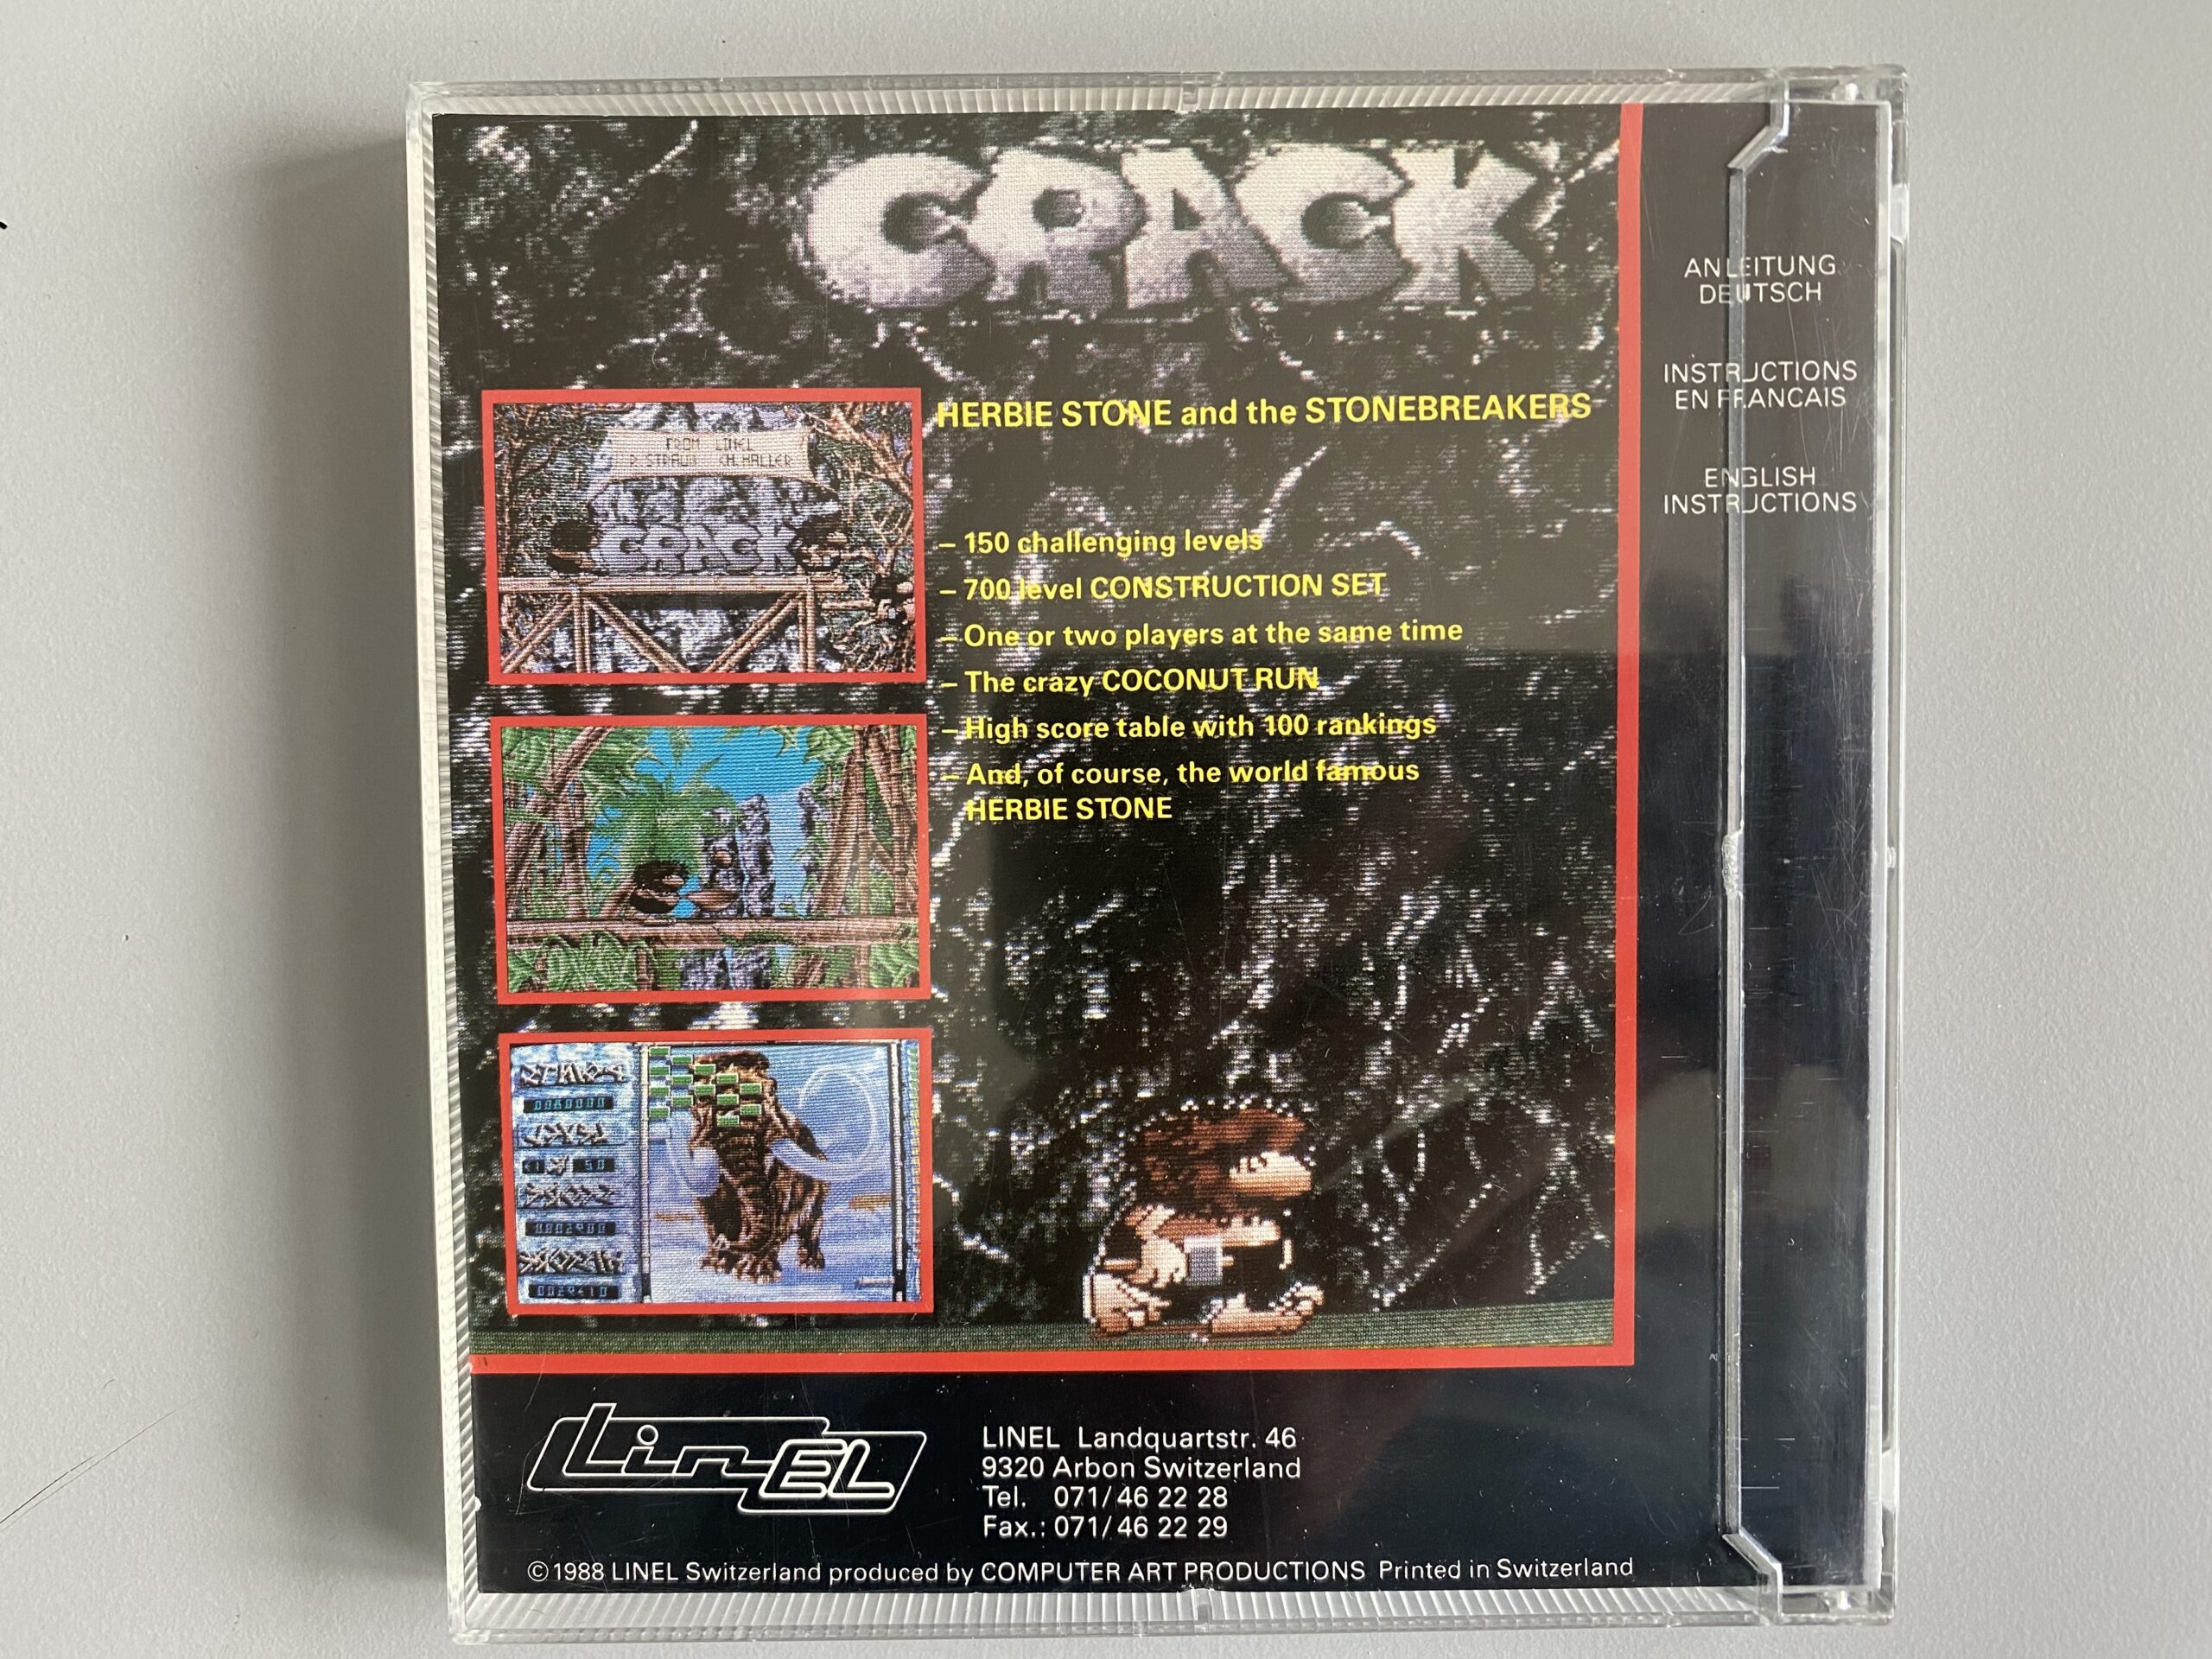 CRACK
HERBIE STONE and the STONEBREAKERS
– 150 challenging levels
– 700 level CONSTRUCTION SET
– One or two players at the same time
– The crazy COCONUT RUN
– High score table with 100 rankings
– And, of course, the world famous
HERBIE STONE
FROM LINEL
CRACK
ANLEITUNG
DEUTSCH
INSTRUCTIONS
EN FRANCAIS
ENGLISH
INSTRUCTIONS
LinEL
LINEL Landquartstr. 46
9320 Arbon Switzerland
Tel. 071/46 22 28
Fax.: 071/46 22 29
©1988 LINEL Switzerland produced by COMPUTER ART PRODUCTIONS Printed in Switzerland